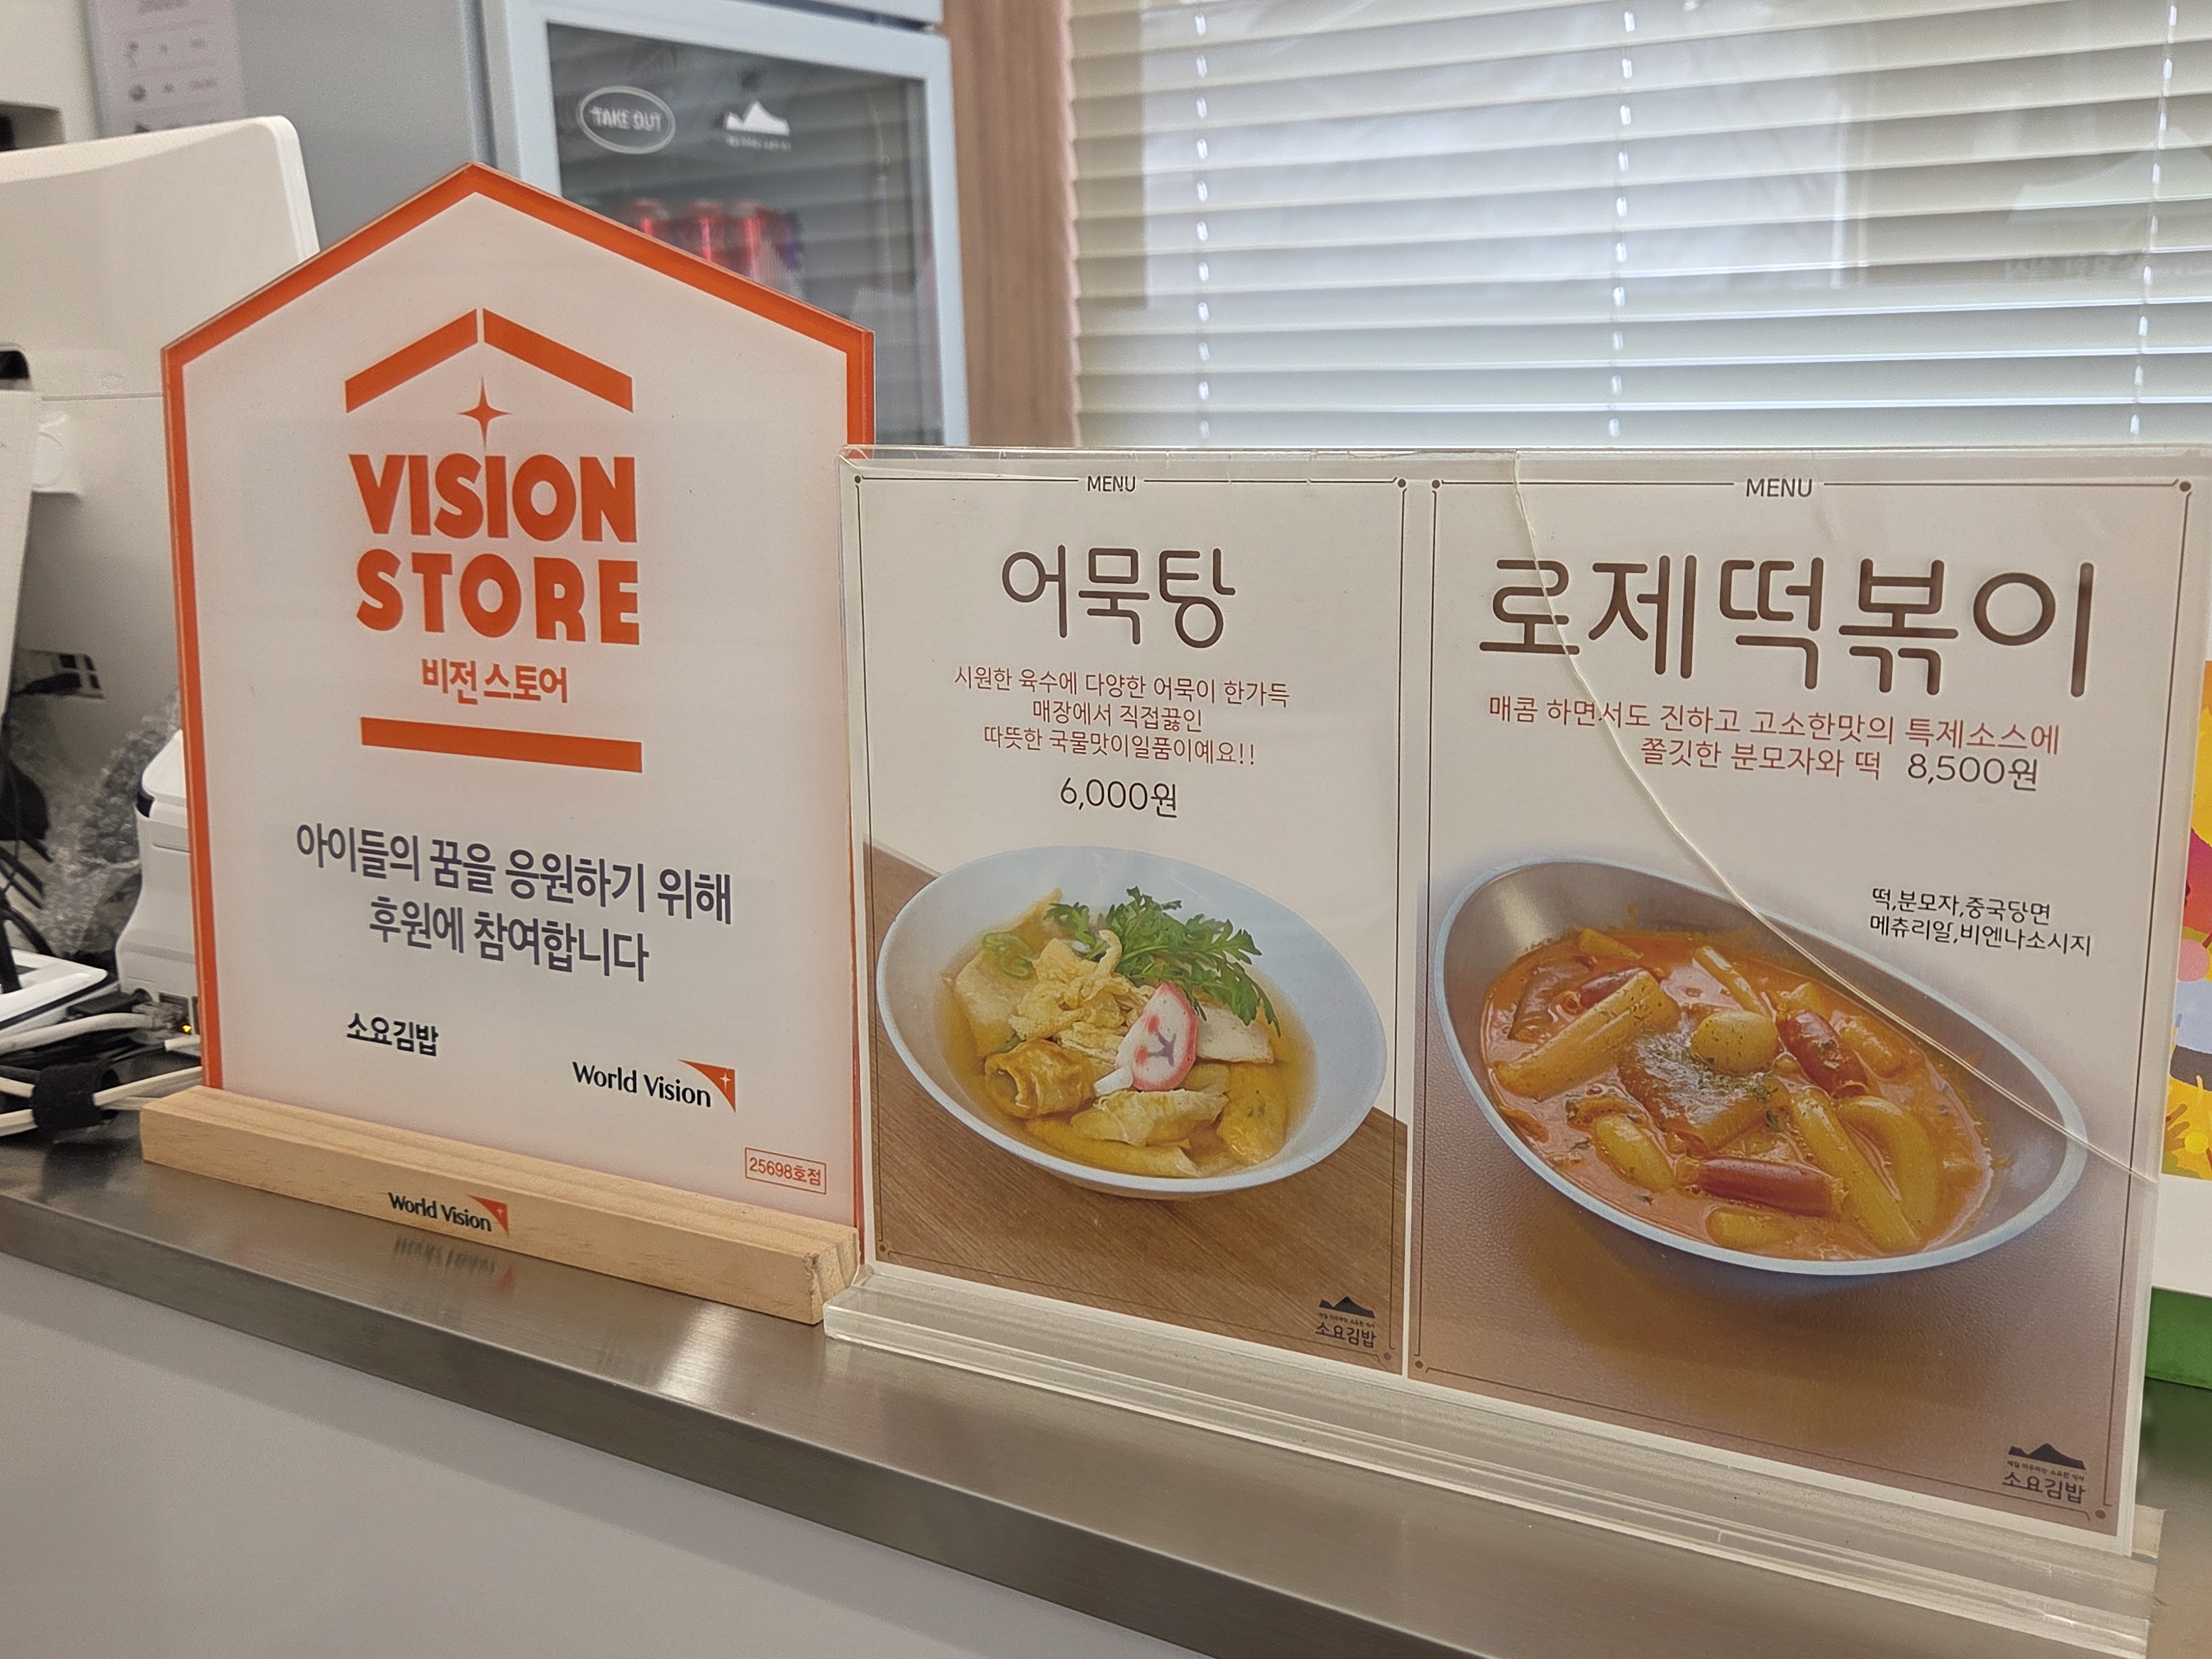 TAKE OUT
VISION
STORE
비전 스토어
아이들의 꿈을 응원하기 위해
후원에 참여합니다
소요김밥
World Vision
25698호점
World Vision
MENU
어묵탕
시원한 육수에 다양한 어묵이 한가득
매장에서 직접끓인
따뜻한 국물맛이일품이예요!!
6,000원
소요김밥
MENU
로제떡볶이
매콤 하면서도 진하고 고소한맛의 특제소스에
쫄깃한 분모자와 떡 8,500원
떡,분모자,중국당면
메츄리알,비엔나소시지
소요김밥